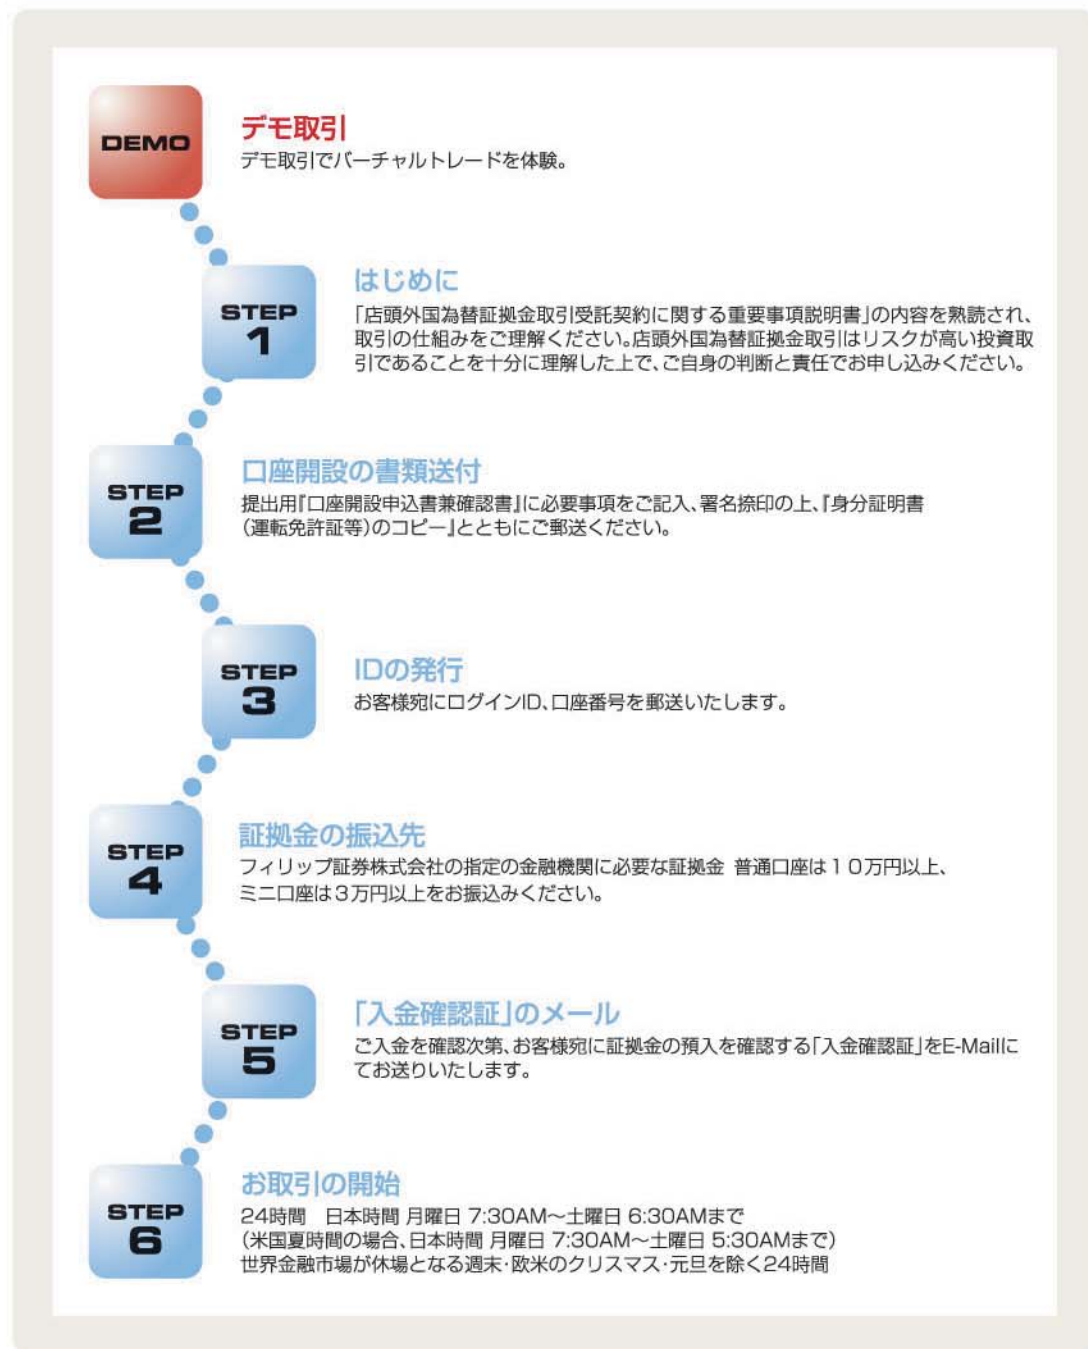 DEMO
デモ取引
デモ取引でバーチャルトレードを体験。
STEP
1
はじめに
「店頭外国為替証拠金取引受託契約に関する重要事項説明書」の内容を熟読され、
取引の仕組みをご理解ください。店頭外国為替証拠金取引はリスクが高い投資取
引であることを十分に理解した上で、ご自身の判断と責任でお申し込みください。
STEP
2
口座開設の書類送付
提出用『口座開設申込書兼確認書』に必要事項をご記入、署名捺印の上、『身分証明書
（運転免許証等）のコピー』とともにご郵送ください。
STEP
3
IDの発行
お客様宛にログインID、口座番号を郵送いたします。
STEP
4
証拠金の振込先
フィリップ証券株式会社の指定の金融機関に必要な証拠金 普通口座は１０万円以上、
ミニ口座は３万円以上をお振込みください。
STEP
5
「入金確認証」のメール
ご入金を確認次第、お客様宛に証拠金の預入を確認する「入金確認証」をE-Mailに
てお送りいたします。
STEP
6
お取引の開始
24時間　日本時間 月曜日 7:30AM～土曜日 6:30AMまで
（米国夏時間の場合、日本時間 月曜日 7:30AM～土曜日 5:30AMまで）
世界金融市場が休場となる週末・欧米のクリスマス・元旦を除く24時間